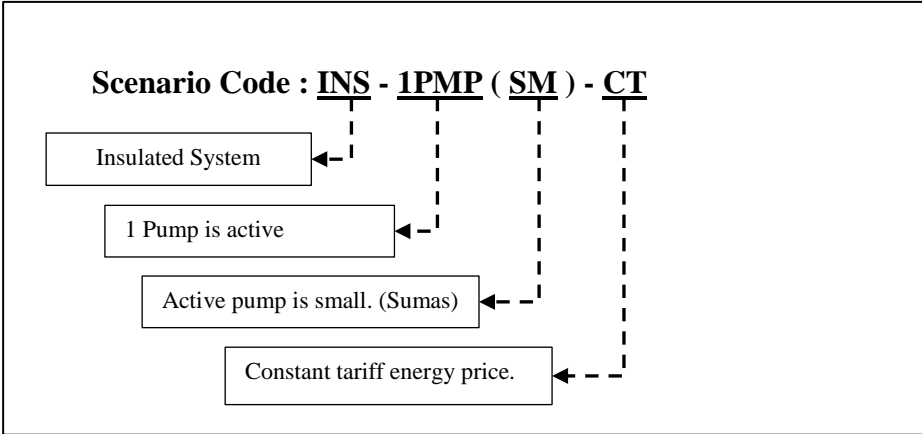 Scenario Code : INS - 1PMP ( SM ) - CT
Insulated System
1 Pump is active
Active pump is small. (Sumas)
Constant tariff energy price.